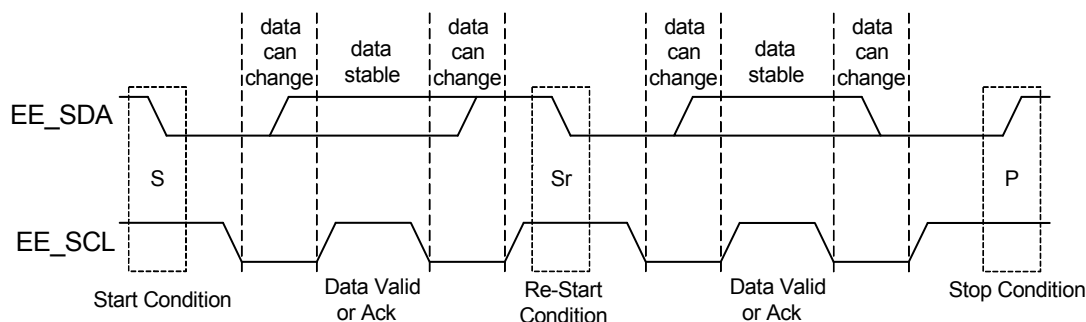 data
can
change
data
stable
data
can
change
data
can
change
data
stable
data
can
change
EE_SDA
S
Sr
P
EE_SCL
Start Condition
Data Valid
or Ack
Re-Start
Condition
Data Valid
or Ack
Stop Condition